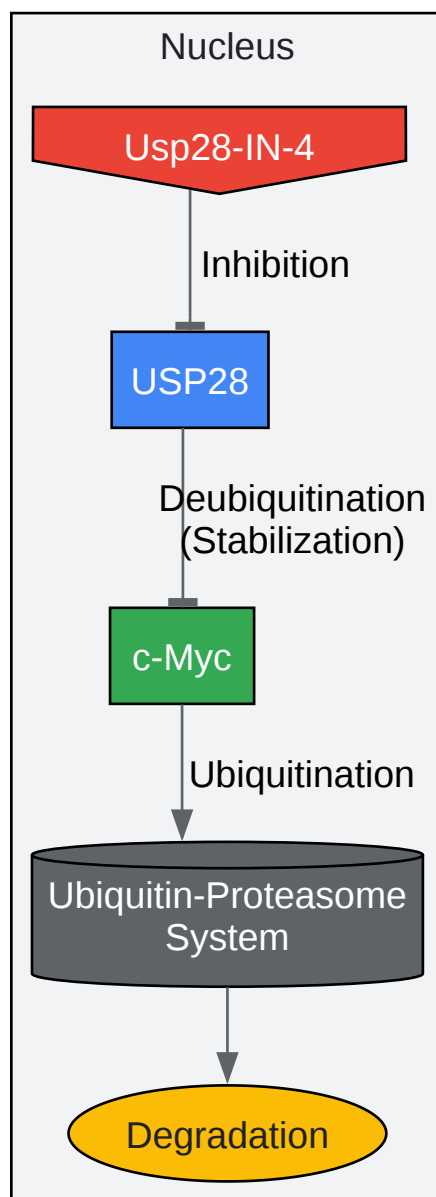 Nucleus
Usp28-IN-4
Inhibition
USP28
Deubiquitination
(Stabilization)
c-Myc
Ubiquitination
Ubiquitin-Proteasome
System
Degradation